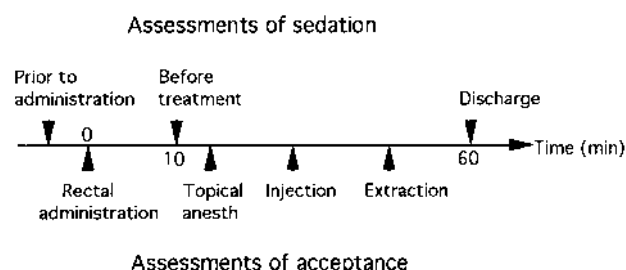 Assessments of sedation
Prior to
administration
Before
treatment
Discharge
0
10
60
Time (min)
Rectal
administration
Topical
anesth
Injection
Extraction
Assessments of acceptance